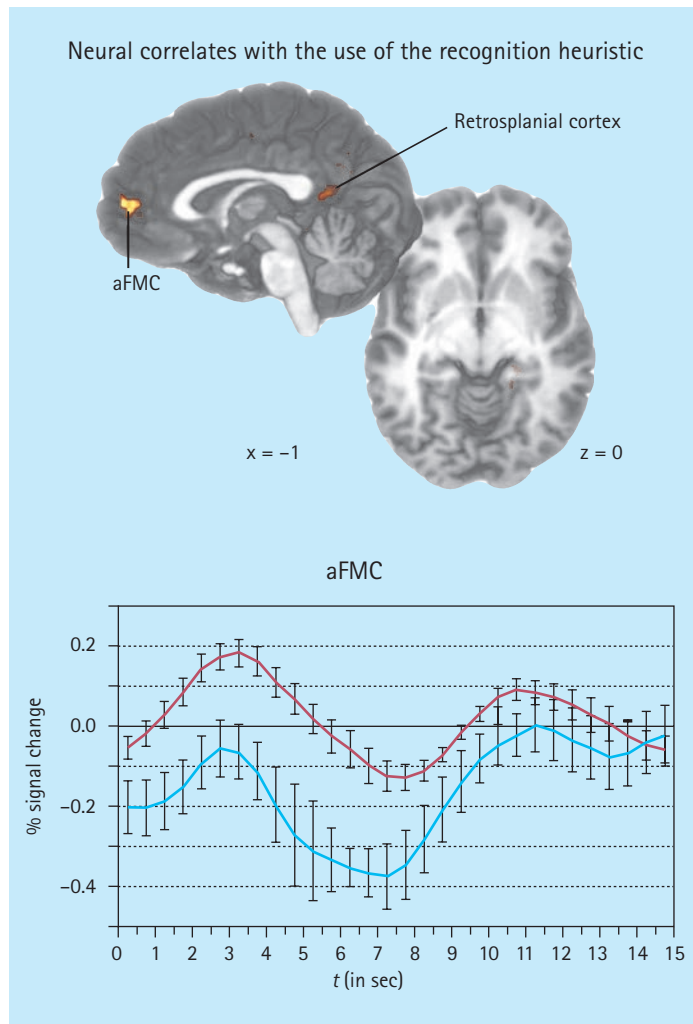 Neural correlates with the use of the recognition heuristic
Retrosplanial cortex
aFMC
x = –1
z = 0
aFMC
% signal change
0.2
0.0
–0.2
–0.4
0 1 2 3 4 5 6 7 8 9 10 11 12 13 14 15
t (in sec)